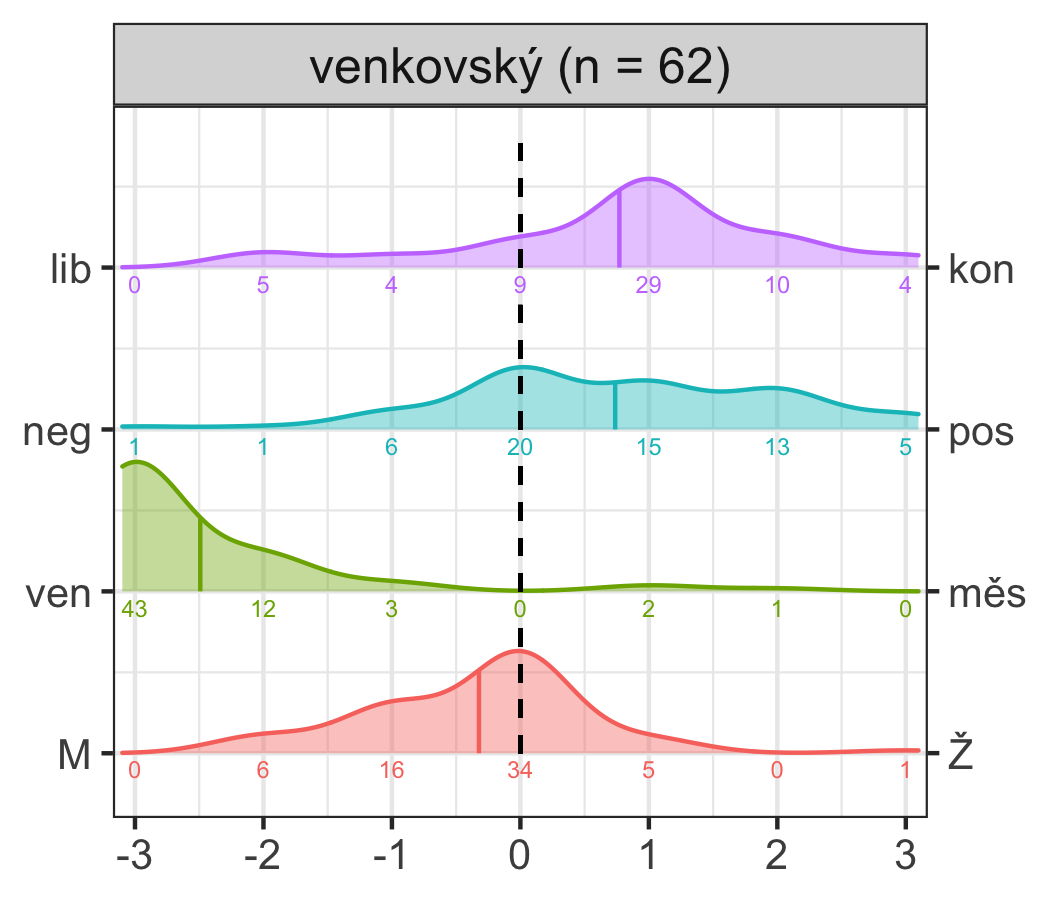 venkovský (n = 62)
lib kon
0 5 4 9 29 10 4
neg pos
1 1 6 20 15 13 5
ven měs
43 12 3 0 2 1 0
M Ž
0 6 16 34 5 0 1
-3 -2 -1 0 1 2 3